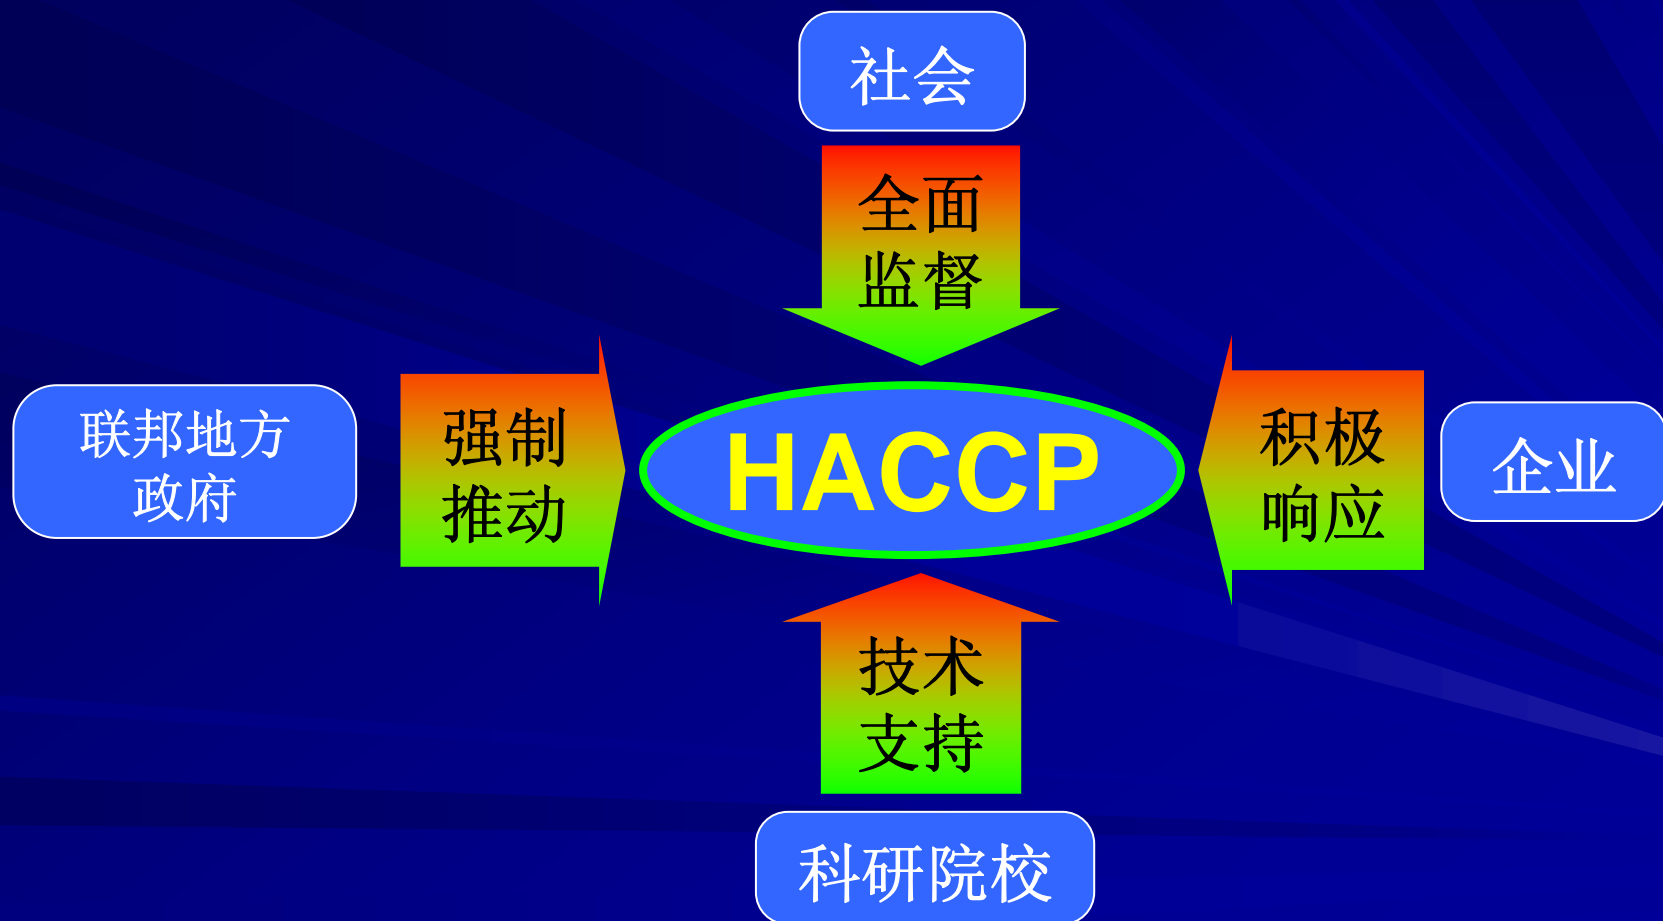 社会
全面
监督
联邦地方
政府
强制
推动
HACCP
积极
响应
企业
技术
支持
科研院校